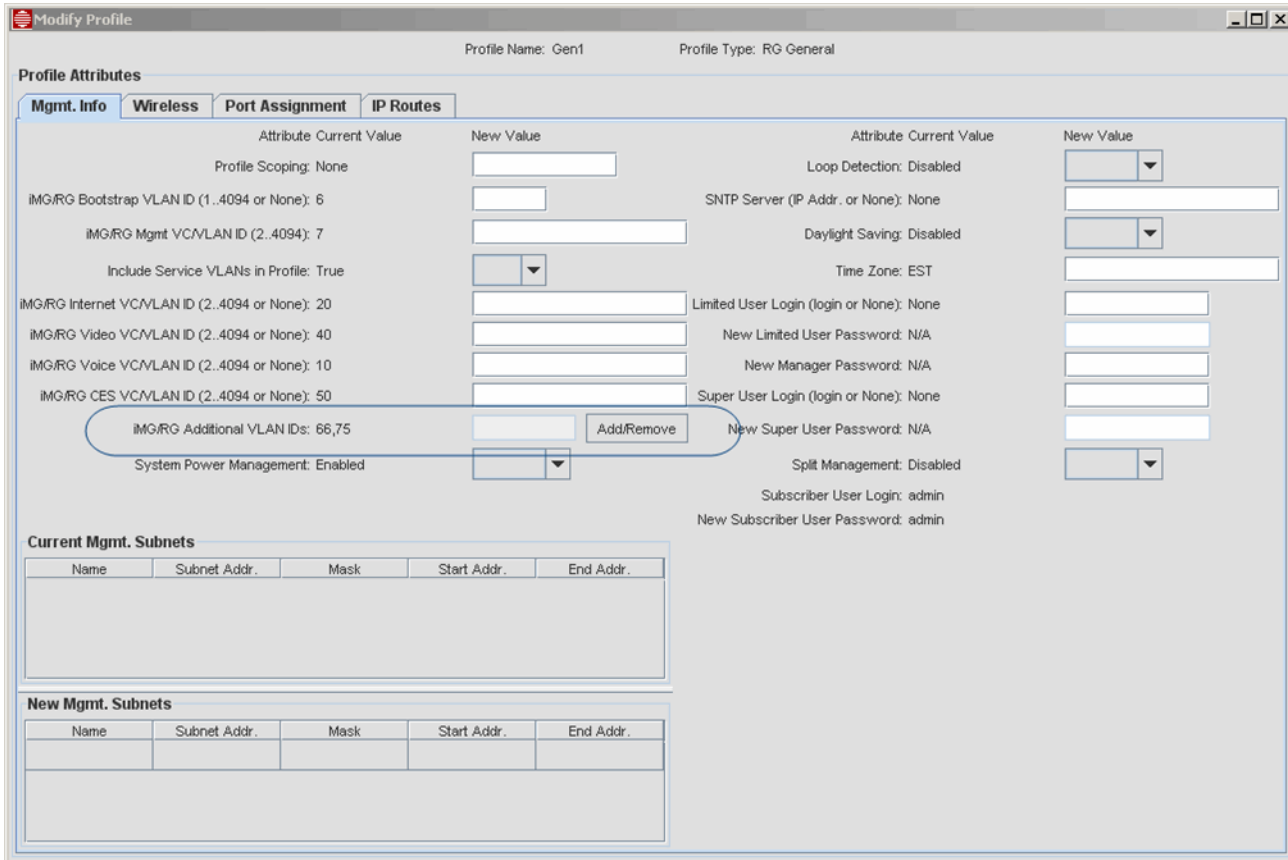 Modify Profile
Profile Name: Gen1 Profile Type: RG General
Profile Attributes
Mgmt. Info Wireless Port Assignment IP Routes
Attribute Current Value New Value Attribute Current Value New Value
Profile Scoping: None Loop Detection: Disabled
iMG/RG Bootstrap VLAN ID (1..4094 or None): 6 SNTP Server (IP Addr. or None): None
iMG/RG Mgmt VC/VLAN ID (2..4094): 7 Daylight Saving: Disabled
Include Service VLANs in Profile: True Time Zone: EST
iMG/RG Internet VC/VLAN ID (2..4094 or None): 20 Limited User Login (login or None): None
iMG/RG Video VC/VLAN ID (2..4094 or None): 40 New Limited User Password: N/A
iMG/RG Voice VC/VLAN ID (2..4094 or None): 10 New Manager Password: N/A
iMG/RG CES VC/VLAN ID (2..4094 or None): 50 Super User Login (login or None): None
iMG/RG Additional VLAN IDs: 66,75 Add/Remove New Super User Password: N/A
System Power Management: Enabled Split Management: Disabled
Subscriber User Login: admin
New Subscriber User Password: admin
Current Mgmt. Subnets
Name Subnet Addr. Mask Start Addr. End Addr.
New Mgmt. Subnets
Name Subnet Addr. Mask Start Addr. End Addr.